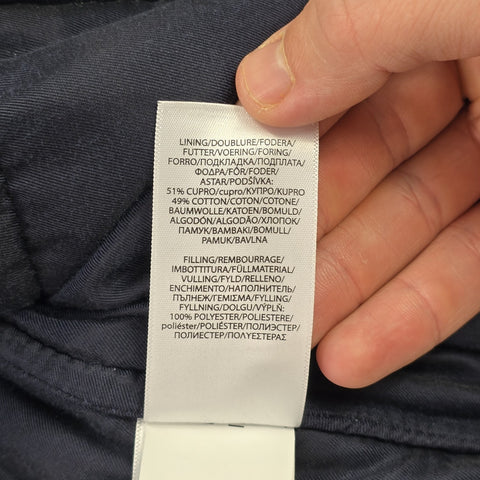 LINING/DOUBLURE/FODERA/
FUTTER/VOERING/FORING/
FORRO/ПОДКЛАДКА/ПОДПЛАТА/
ΦΟΔΡΑ/FÔR/FODER/
ASTAR/PODŠÍVKA:
51% CUPRO/cupro/КУПРО/KUPRO
49% COTTON/COTON/COTONE/
BAUMWOLLE/KATOEN/BOMULD/
ALGODÓN/ALGODÃO/ХЛОПОК/
ПАМУК/ΒΑΜΒΑΚΙ/BOMULL/
PAMUK/BAVLNA
FILLING/REMBOURRAGE/
IMBOTTITURA/FÜLLMATERIAL/
VULLING/FYLD/RELLENO/
ENCHIMENTO/НАПОЛНИТЕЛЬ/
ПЪЛНЕЖ/ΓΕΜΙΣΜΑ/FYLLING/
FYLLNING/DOLGU/VÝPLŇ:
100% POLYESTER/POLIESTERE/
poliéster/POLIÉSTER/ПОЛИЭСТЕР/
ПОЛИЕСТЕР/ΠΟΛΥΕΣΤΕΡΑΣ